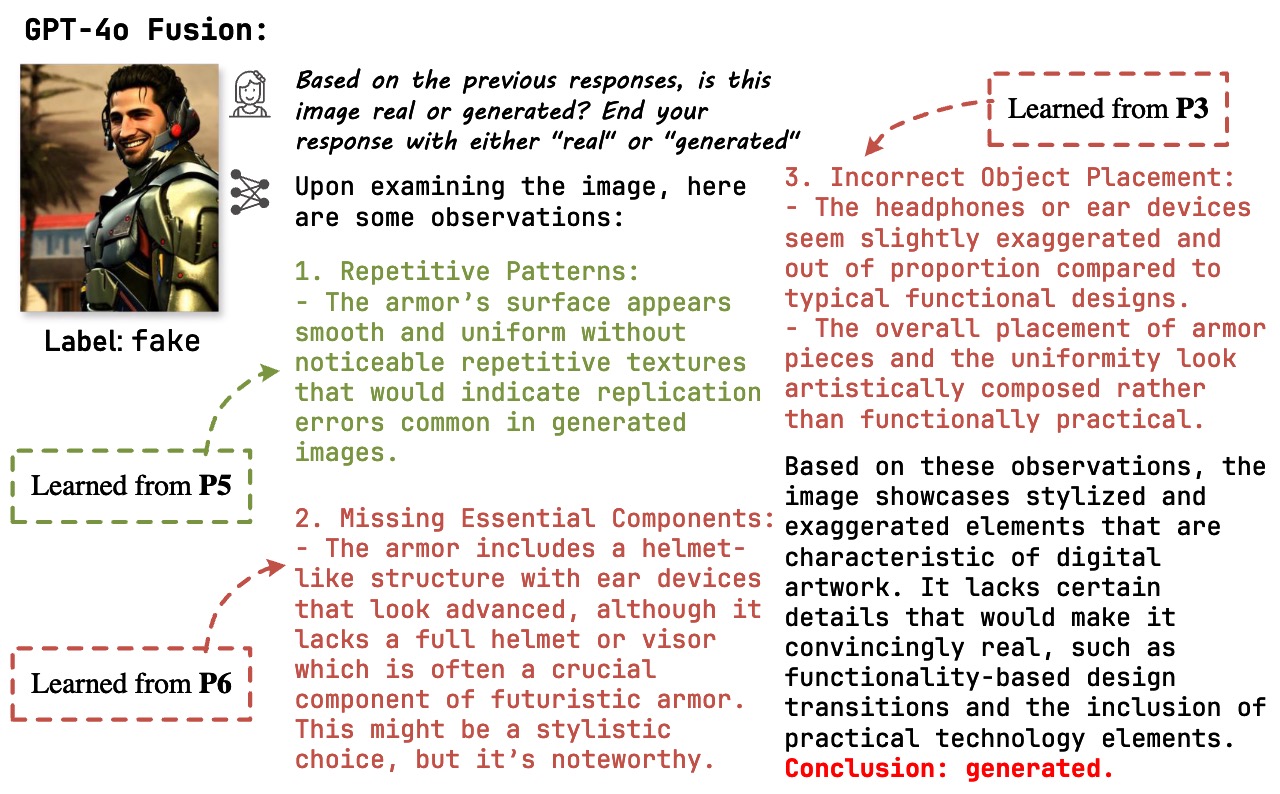 GPT-4o Fusion:
Label: fake
Learned from P5
Learned from P6
Based on the previous responses, is this
image real or generated? End your
response with either “real“ or “generated“
Upon examining the image, here
are some observations:
1. Repetitive Patterns:
- The armor’s surface appears
smooth and uniform without
noticeable repetitive textures
that would indicate replication
errors common in generated
images.
2. Missing Essential Components:
- The armor includes a helmet-
like structure with ear devices
that look advanced, although it
lacks a full helmet or visor
which is often a crucial
component of futuristic armor.
This might be a stylistic
choice, but it’s noteworthy.
Learned from P3
3. Incorrect Object Placement:
- The headphones or ear devices
seem slightly exaggerated and
out of proportion compared to
typical functional designs.
- The overall placement of armor
pieces and the uniformity look
artistically composed rather
than functionally practical.
Based on these observations, the
image showcases stylized and
exaggerated elements that are
characteristic of digital
artwork. It lacks certain
details that would make it
convincingly real, such as
functionality-based design
transitions and the inclusion of
practical technology elements.
Conclusion: generated.